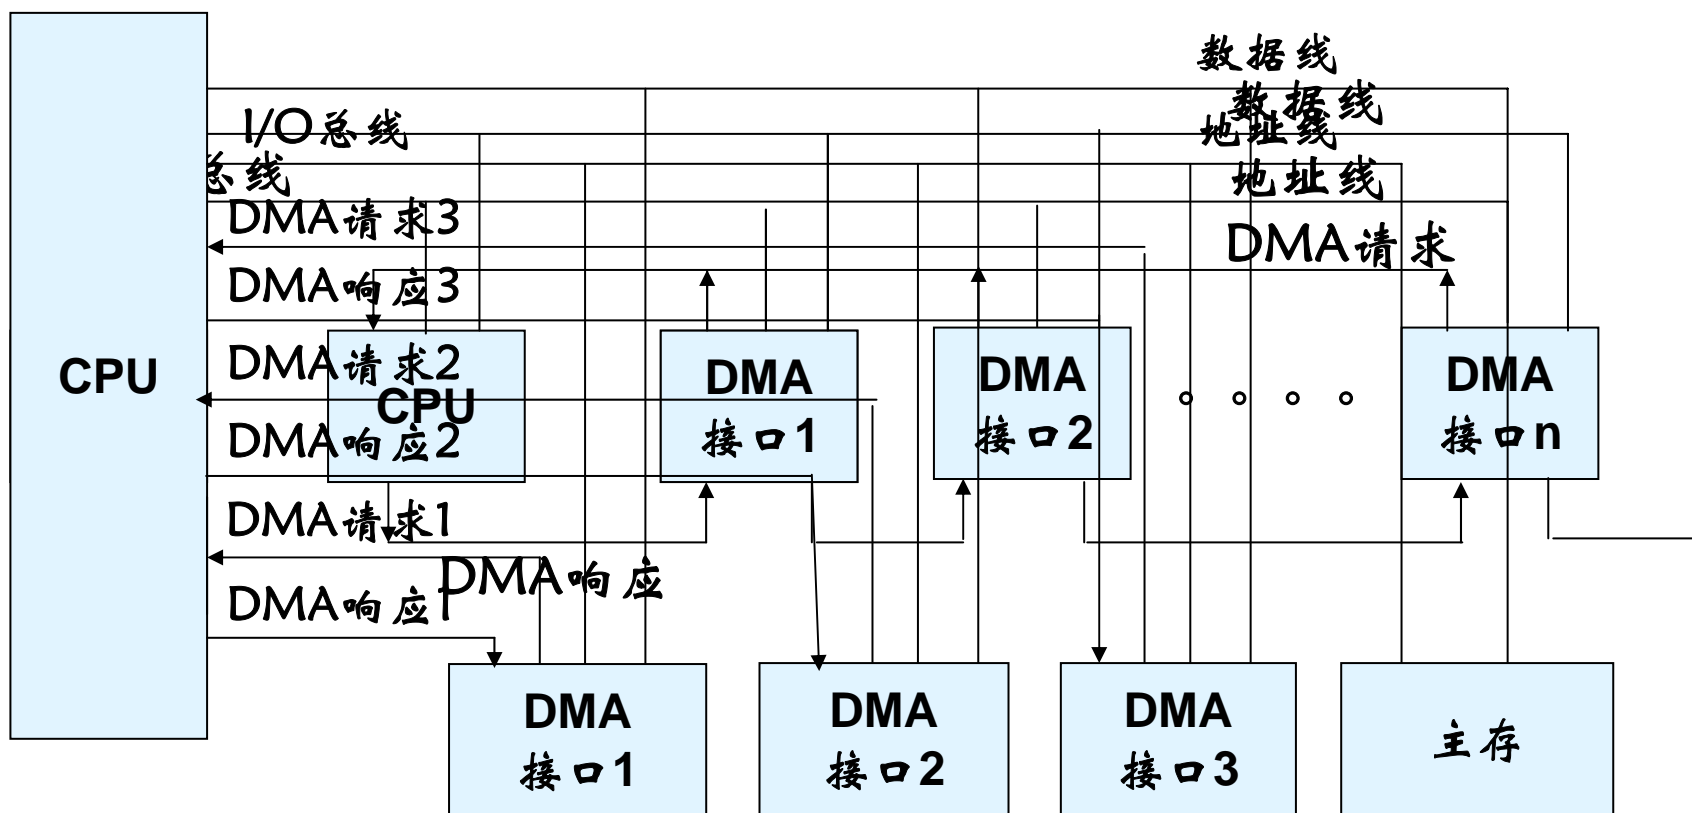 数据线
数据线
I/O总线
地址线
总线
地址线
DMA请求3
DMA请求
DMA响应3
CPU
DMA请求2
CPU
DMA
接口1
DMA
接口2
DMA
接口n
DMA响应2
DMA请求1
DMA响应
DMA响应1
DMA
接口1
DMA
接口2
DMA
接口3
主存